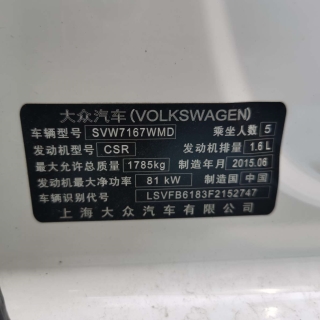 大众汽车(VOLKSWAGEN)
车辆型号 SVW7167WMD 乘坐人数 5
发动机型号 CSR 发动机排量 1.6 L
最大允许总质量 1785kg 制造年月 2015.06
发动机最大净功率 81 kW 制造国 中国
车辆识别代号 LSVFB6183F2152747
上海大众汽车有限公司